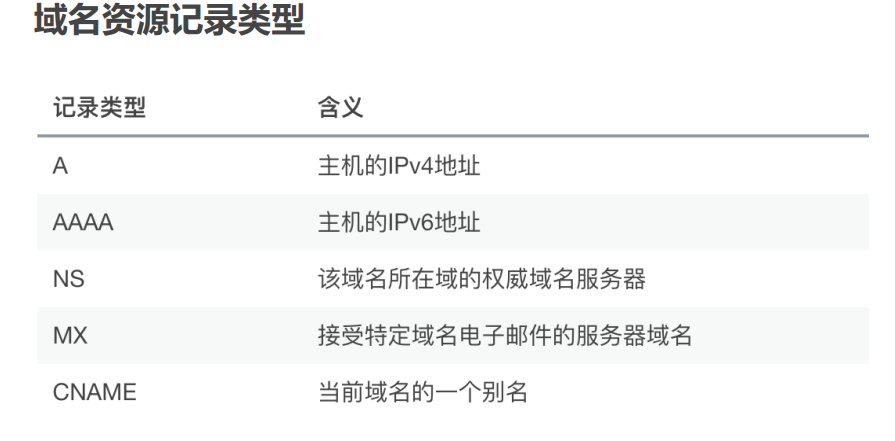 域名资源记录类型
记录类型 含义
A 主机的IPv4地址
AAAA 主机的IPv6地址
NS 该域名所在域的权威域名服务器
MX 接受特定域名电子邮件的服务器域名
CNAME 当前域名的一个别名